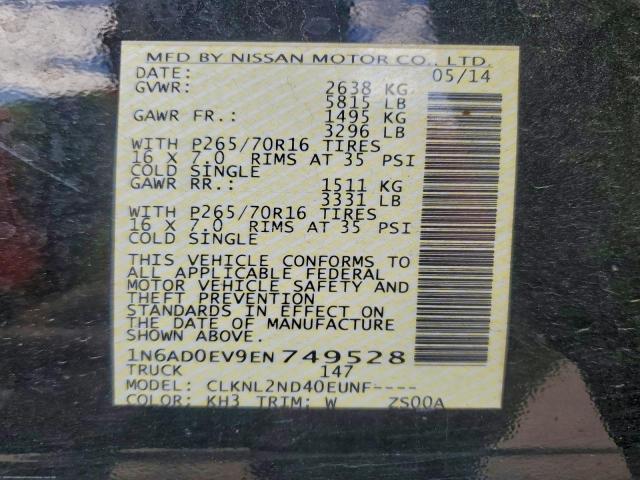 MFD BY NISSAN MOTOR CO., LTD.
DATE: 05/14
GVWR: 2638 KG
5815 LB
GAWR FR.: 1495 KG
3296 LB
WITH P265/70R16 TIRES
16 X 7.0 RIMS AT 35 PSI
COLD SINGLE
GAWR RR.: 1511 KG
3331 LB
WITH P265/70R16 TIRES
16 X 7.0 RIMS AT 35 PSI
COLD SINGLE
THIS VEHICLE CONFORMS TO
ALL APPLICABLE FEDERAL
MOTOR VEHICLE SAFETY AND
THEFT PREVENTION
STANDARDS IN EFFECT ON
THE DATE OF MANUFACTURE
SHOWN ABOVE.
1N6AD0EV9EN749528
TRUCK 147
MODEL: CLKNL2ND40EUNF----
COLOR: KH3 TRIM: W ZS00A